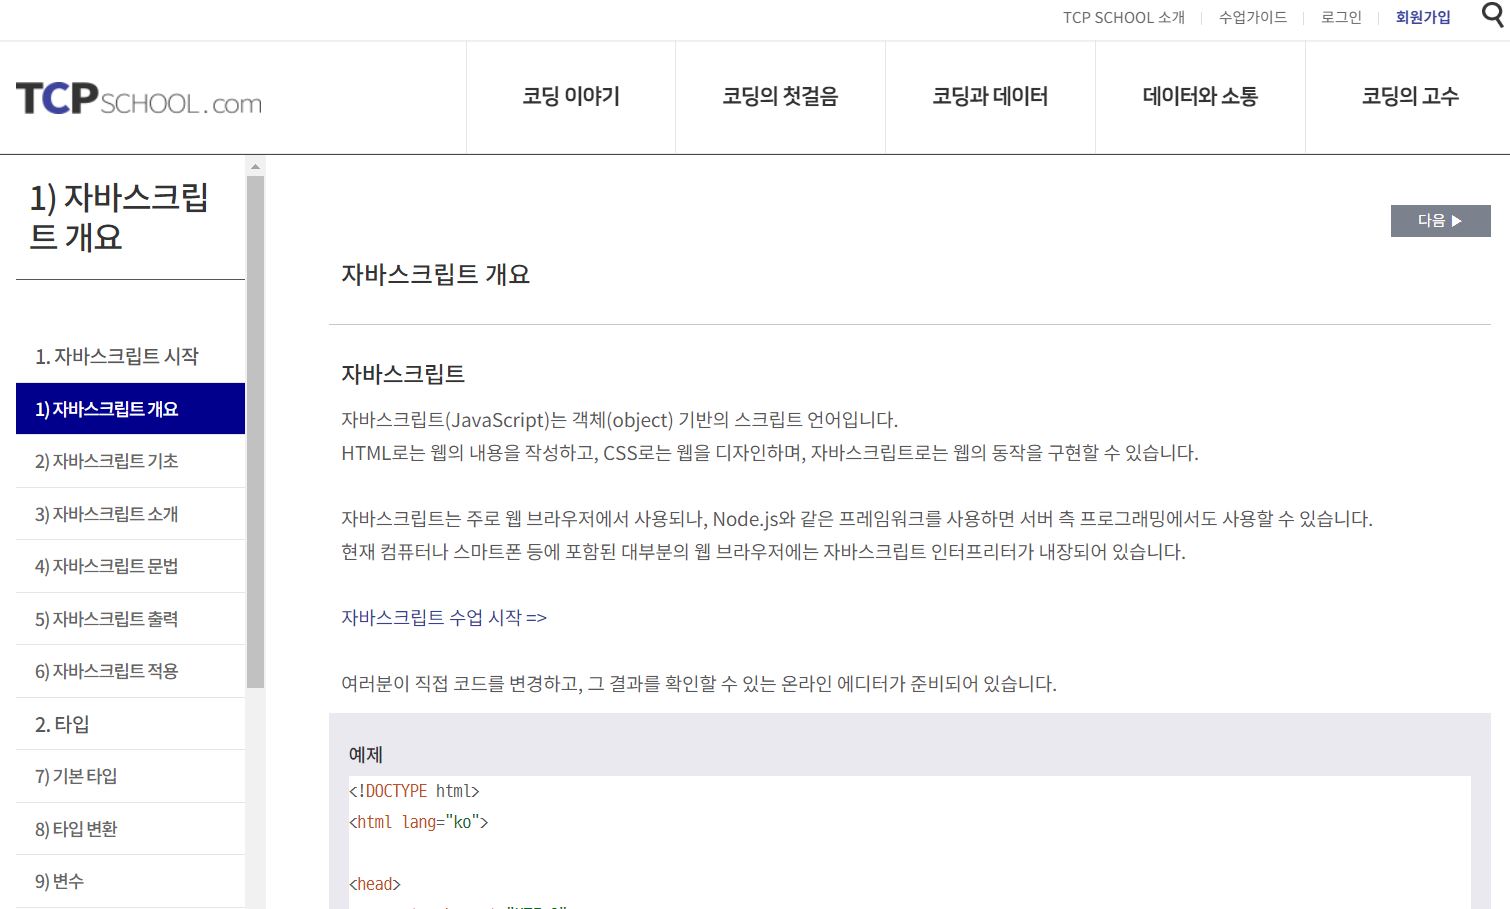 TCP SCHOOL 소개
수업가이드
로그인
회원가입
TCPSCHOOL.com
코딩 이야기
코딩의 첫걸음
코딩과 데이터
데이터와 소통
코딩의 고수
1) 자바스크립
트 개요
1. 자바스크립트 시작
1) 자바스크립트 개요
2) 자바스크립트 기초
3) 자바스크립트 소개
4) 자바스크립트 문법
5) 자바스크립트 출력
6) 자바스크립트 적용
2. 타입
7) 기본 타입
8) 타입 변환
9) 변수
다음 ▶
자바스크립트 개요
자바스크립트
자바스크립트(JavaScript)는 객체(object) 기반의 스크립트 언어입니다.
HTML로는 웹의 내용을 작성하고, CSS로는 웹을 디자인하며, 자바스크립트로는 웹의 동작을 구현할 수 있습니다.
자바스크립트는 주로 웹 브라우저에서 사용되나, Node.js와 같은 프레임워크를 사용하면 서버 측 프로그래밍에서도 사용할 수 있습니다.
현재 컴퓨터나 스마트폰 등에 포함된 대부분의 웹 브라우저에는 자바스크립트 인터프리터가 내장되어 있습니다.
자바스크립트 수업 시작 =>
여러분이 직접 코드를 변경하고, 그 결과를 확인할 수 있는 온라인 에디터가 준비되어 있습니다.
예제
<!DOCTYPE html>
<html lang="ko">
<head>